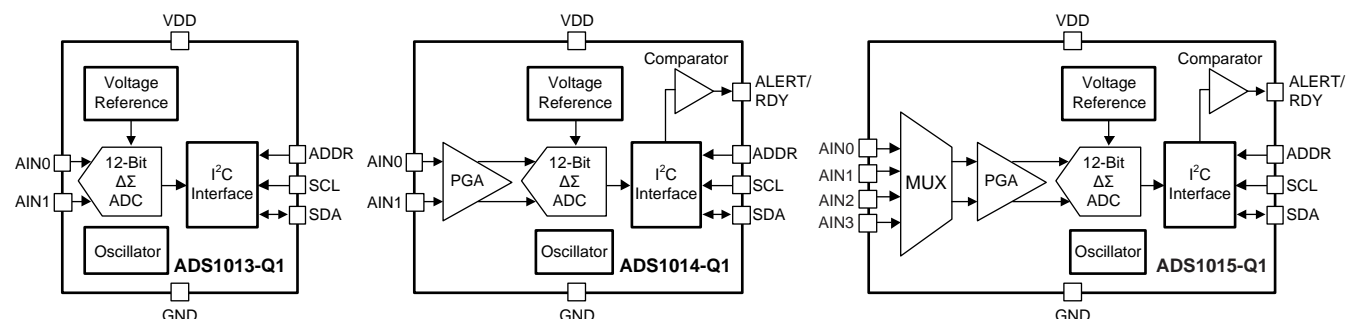 VDD
Voltage
Reference
AIN0
AIN1
12-Bit
ΔΣ
ADC
I²C
Interface
ADDR
SCL
SDA
Oscillator
ADS1013-Q1
GND
VDD
Comparator
ALERT/
RDY
Voltage
Reference
AIN0
AIN1
PGA
12-Bit
ΔΣ
ADC
I²C
Interface
ADDR
SCL
SDA
Oscillator
ADS1014-Q1
GND
VDD
Comparator
ALERT/
RDY
Voltage
Reference
AIN0
AIN1
AIN2
AIN3
MUX
PGA
12-Bit
ΔΣ
ADC
I²C
Interface
ADDR
SCL
SDA
Oscillator
ADS1015-Q1
GND